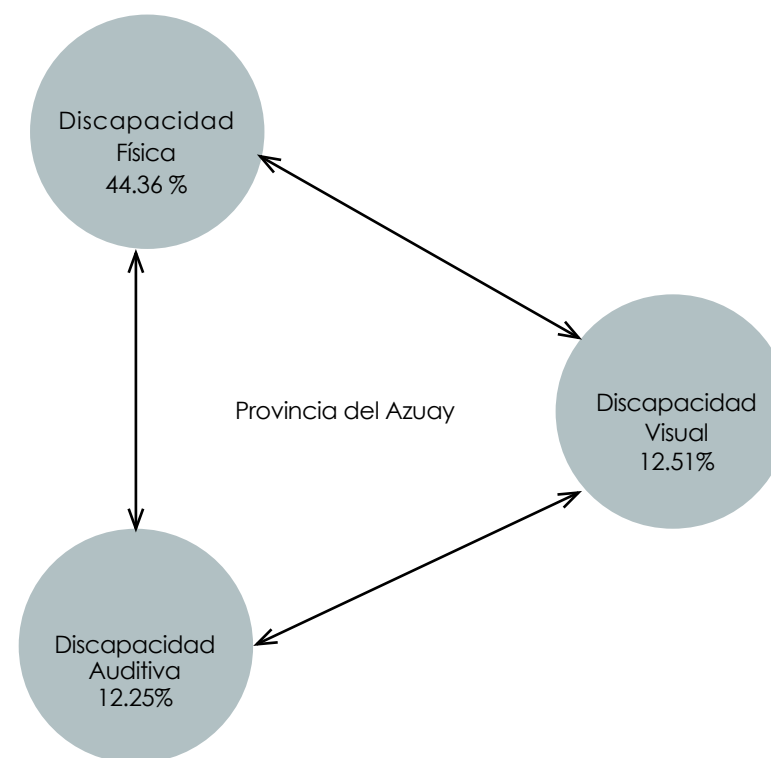 Discapacidad
Física
44.36 %
Provincia del Azuay
Discapacidad
Visual
12.51%
Discapacidad
Auditiva
12.25%